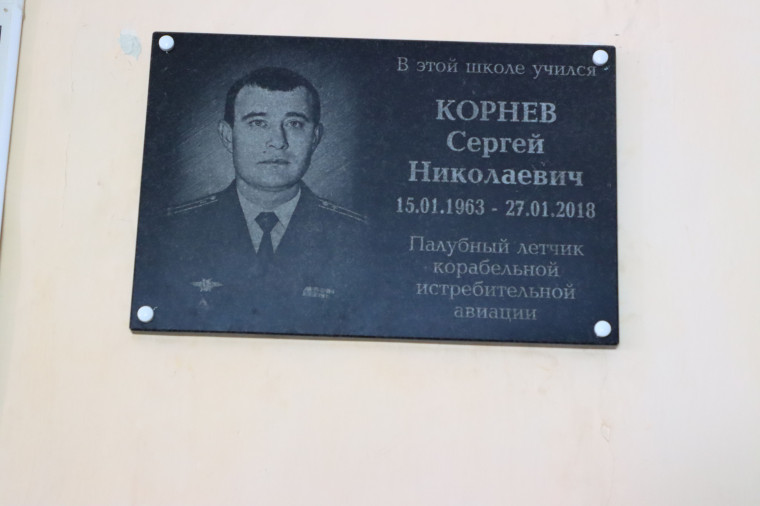 В этой школе учился
КОРНЕВ
Сергей
Николаевич
15.01.1963 - 27.01.2018
Палубный летчик
корабельной
истребительной
авиации